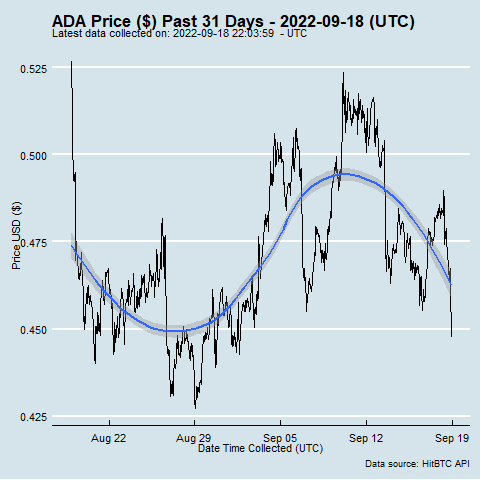 ADA Price ($) Past 31 Days - 2022-09-18 (UTC)
Latest data collected on: 2022-09-18 22:03:59 - UTC
0.525
0.500
0.475
0.450
0.425
Price USD ($)
Aug 22
Aug 29
Sep 05
Sep 12
Sep 19
Date Time Collected (UTC)
Data source: HitBTC API